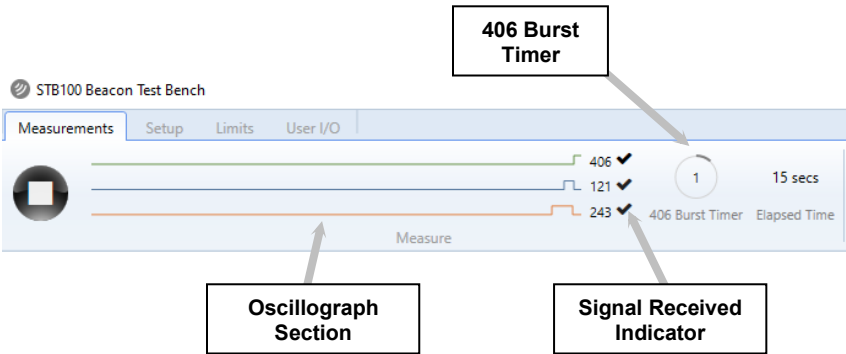 406 Burst
Timer
STB100 Beacon Test Bench
Measurements Setup Limits User I/O
406
121
243
1
15 secs
406 Burst Timer Elapsed Time
Measure
Oscillograph
Section
Signal Received
Indicator